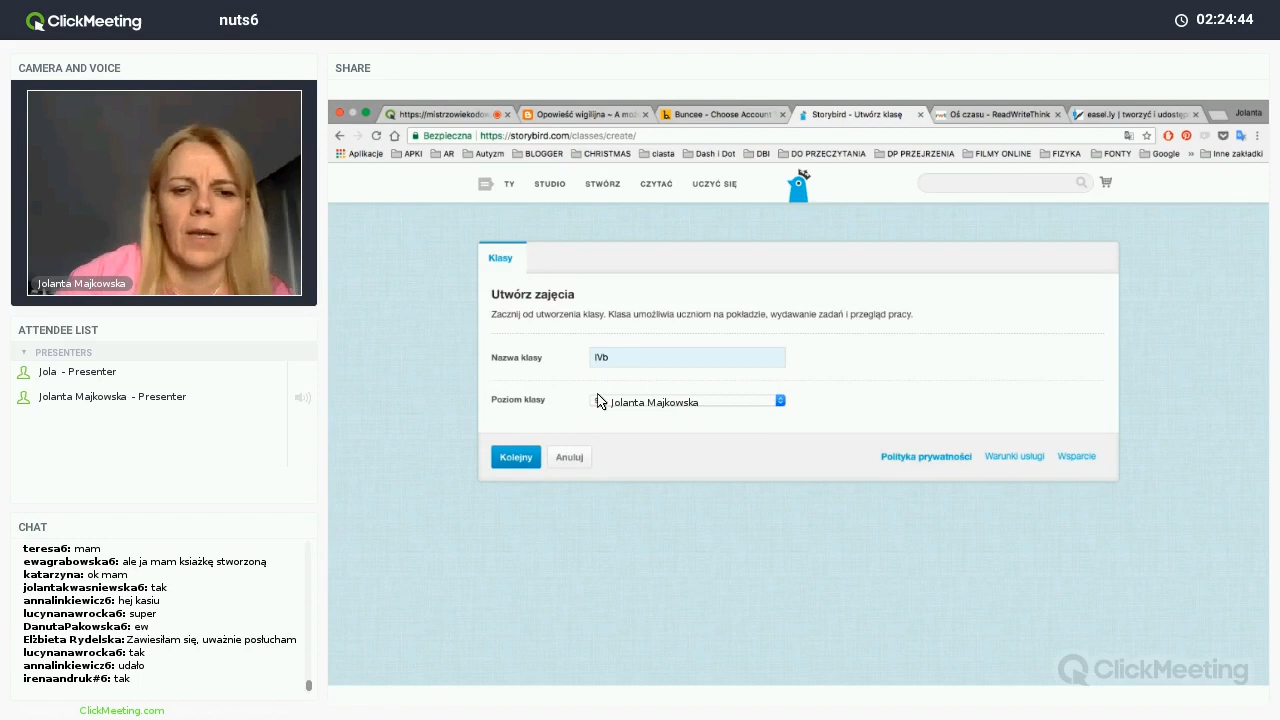 ClickMeeting
nuts6
02:24:44
CAMERA AND VOICE
Jolanta Majkowska
ATTENDEE LIST
PRESENTERS
Jola - Presenter
Jolanta Majkowska - Presenter
CHAT
teresa6: mam
ewagrabowska6: ale ja mam ksiażkę stworzoną
katarzyna: ok mam
jolantakwasniewska6: tak
annalinkiewicz6: hej kasiu
lucynanawrocka6: super
DanutaPakowska6: ew
Elżbieta Rydelska: Zawiesiłam się, uważnie posłucham
lucynanawrocka6: tak
annalinkiewicz6: udało
irenaandruk#6: tak
ClickMeeting.com
SHARE
https://mistrzowiekodow Opowieść wigilijna ~ A moż Buncee - Choose Account Storybird - Utwórz klasę Oś czasu - ReadWriteThink easel.ly | tworzyć i udostęp Jolanta
Bezpieczna https://storybird.com/classes/create/
Aplikacje APKI AR Autyzm BLOGGER CHRISTMAS ciasta Dash i Dot DBI DO PRZECZYTANIA DP PRZEJRZENIA FILMY ONLINE FIZYKA FONTY Google » Inne zakładki
TY STUDIO STWÓRZ CZYTAĆ UCZYĆ SIĘ
Klasy
Utwórz zajęcia
Zacznij od utworzenia klasy. Klasa umożliwia uczniom na pokładzie, wydawanie zadań i przegląd pracy.
Nazwa klasy IVb
Poziom klasy Jolanta Majkowska
Kolejny Anuluj Polityka prywatności Warunki usługi Wsparcie
ClickMeeting